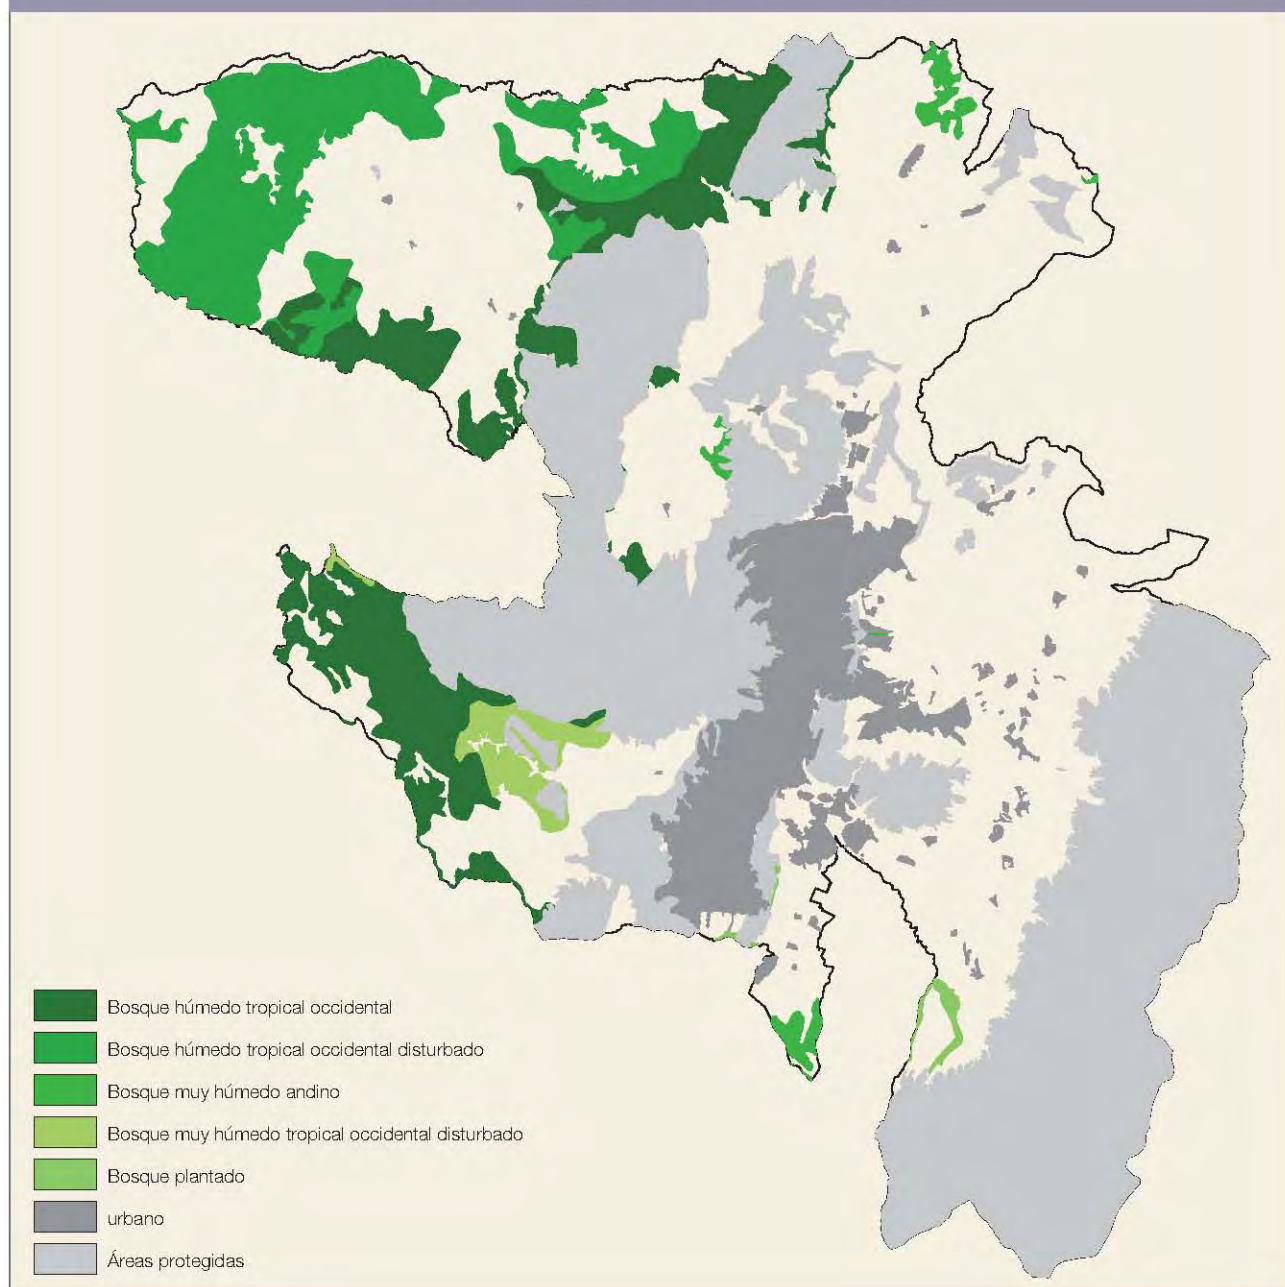 Bosque húmedo tropical occidental
Bosque húmedo tropical occidental disturbado
Bosque muy húmedo andino
Bosque muy húmedo tropical occidental disturbado
Bosque plantado
urbano
Áreas protegidas